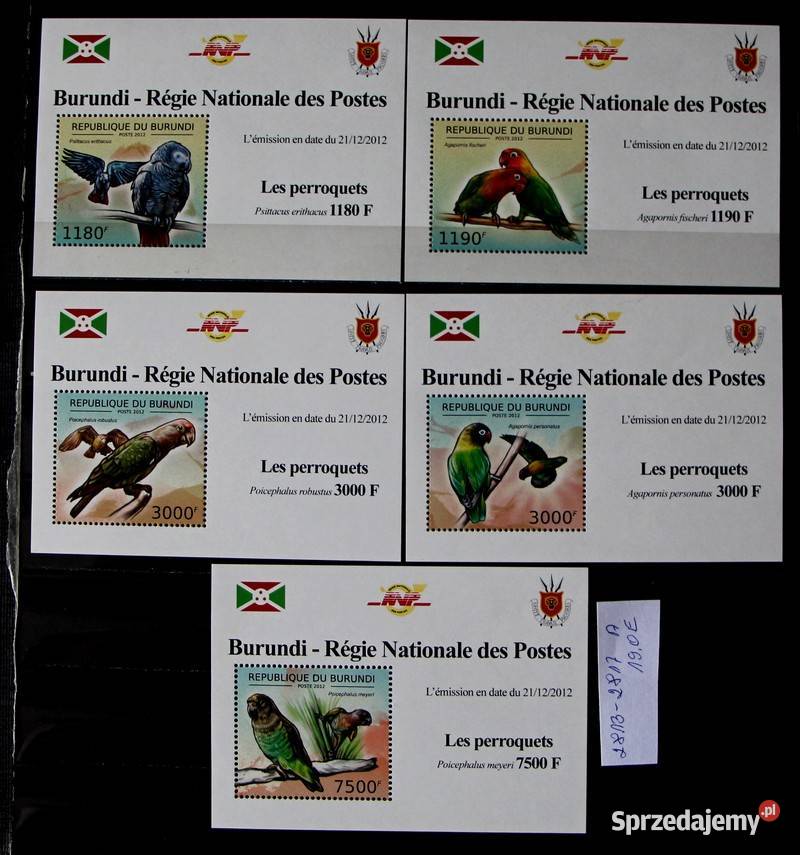 RNP
Burundi - Régie Nationale des Postes
REPUBLIQUE DU BURUNDI
POSTE 2012
Psittacus erithacus
1180F
L'émission en date du 21/12/2012
Les perroquets
Psittacus erithacus 1180 F
RNP
Burundi - Régie Nationale des Postes
REPUBLIQUE DU BURUNDI
POSTE 2012
Agapornis fischeri
1190F
L'émission en date du 21/12/2012
Les perroquets
Agapornis fischeri 1190 F
RNP
Burundi - Régie Nationale des Postes
REPUBLIQUE DU BURUNDI
POSTE 2012
Poicephalus robustus
3000F
L'émission en date du 21/12/2012
Les perroquets
Poicephalus robustus 3000 F
RNP
Burundi - Régie Nationale des Postes
REPUBLIQUE DU BURUNDI
POSTE 2012
Agapornis personatus
3000F
L'émission en date du 21/12/2012
Les perroquets
Agapornis personatus 3000 F
RNP
Burundi - Régie Nationale des Postes
REPUBLIQUE DU BURUNDI
POSTE 2012
Poicephalus meyeri
7500F
L'émission en date du 21/12/2012
Les perroquets
Poicephalus meyeri 7500 F
2813-2817 A
19.0E
Sprzedajemy.pl